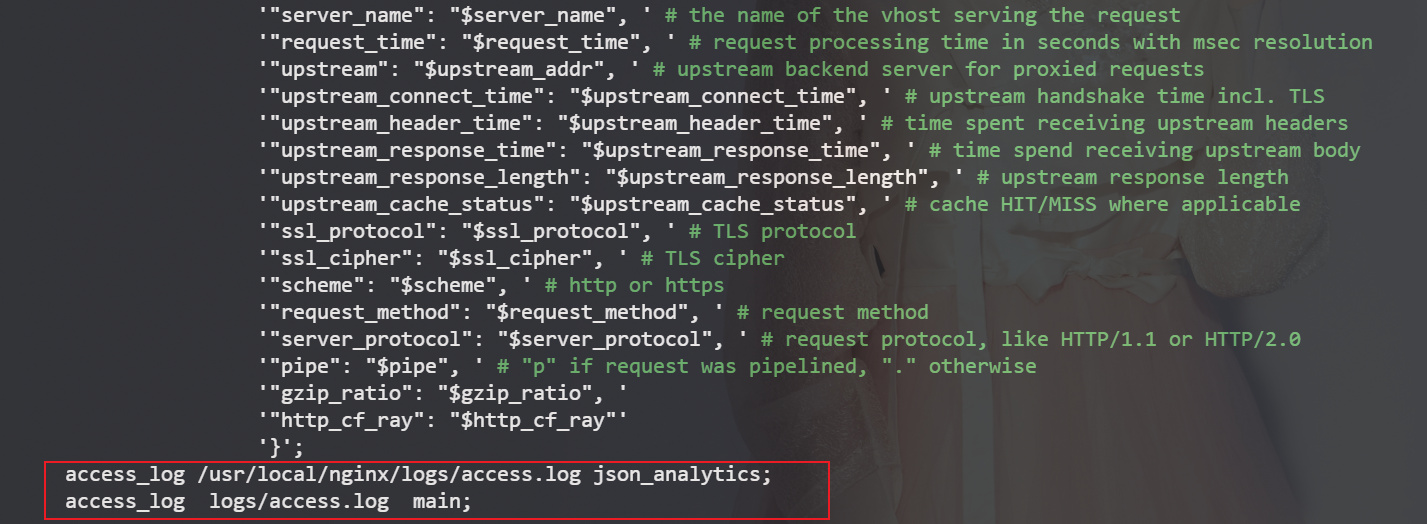 '"server_name": "$server_name", ' # the name of the vhost serving the request
'"request_time": "$request_time", ' # request processing time in seconds with msec resolution
'"upstream": "$upstream_addr", ' # upstream backend server for proxied requests
'"upstream_connect_time": "$upstream_connect_time", ' # upstream handshake time incl. TLS
'"upstream_header_time": "$upstream_header_time", ' # time spent receiving upstream headers
'"upstream_response_time": "$upstream_response_time", ' # time spend receiving upstream body
'"upstream_response_length": "$upstream_response_length", ' # upstream response length
'"upstream_cache_status": "$upstream_cache_status", ' # cache HIT/MISS where applicable
'"ssl_protocol": "$ssl_protocol", ' # TLS protocol
'"ssl_cipher": "$ssl_cipher", ' # TLS cipher
'"scheme": "$scheme", ' # http or https
'"request_method": "$request_method", ' # request method
'"server_protocol": "$server_protocol", ' # request protocol, like HTTP/1.1 or HTTP/2.0
'"pipe": "$pipe", ' # "p" if request was pipelined, "." otherwise
'"gzip_ratio": "$gzip_ratio", '
'"http_cf_ray": "$http_cf_ray"'
'}';
access_log /usr/local/nginx/logs/access.log json_analytics;
access_log  logs/access.log  main;